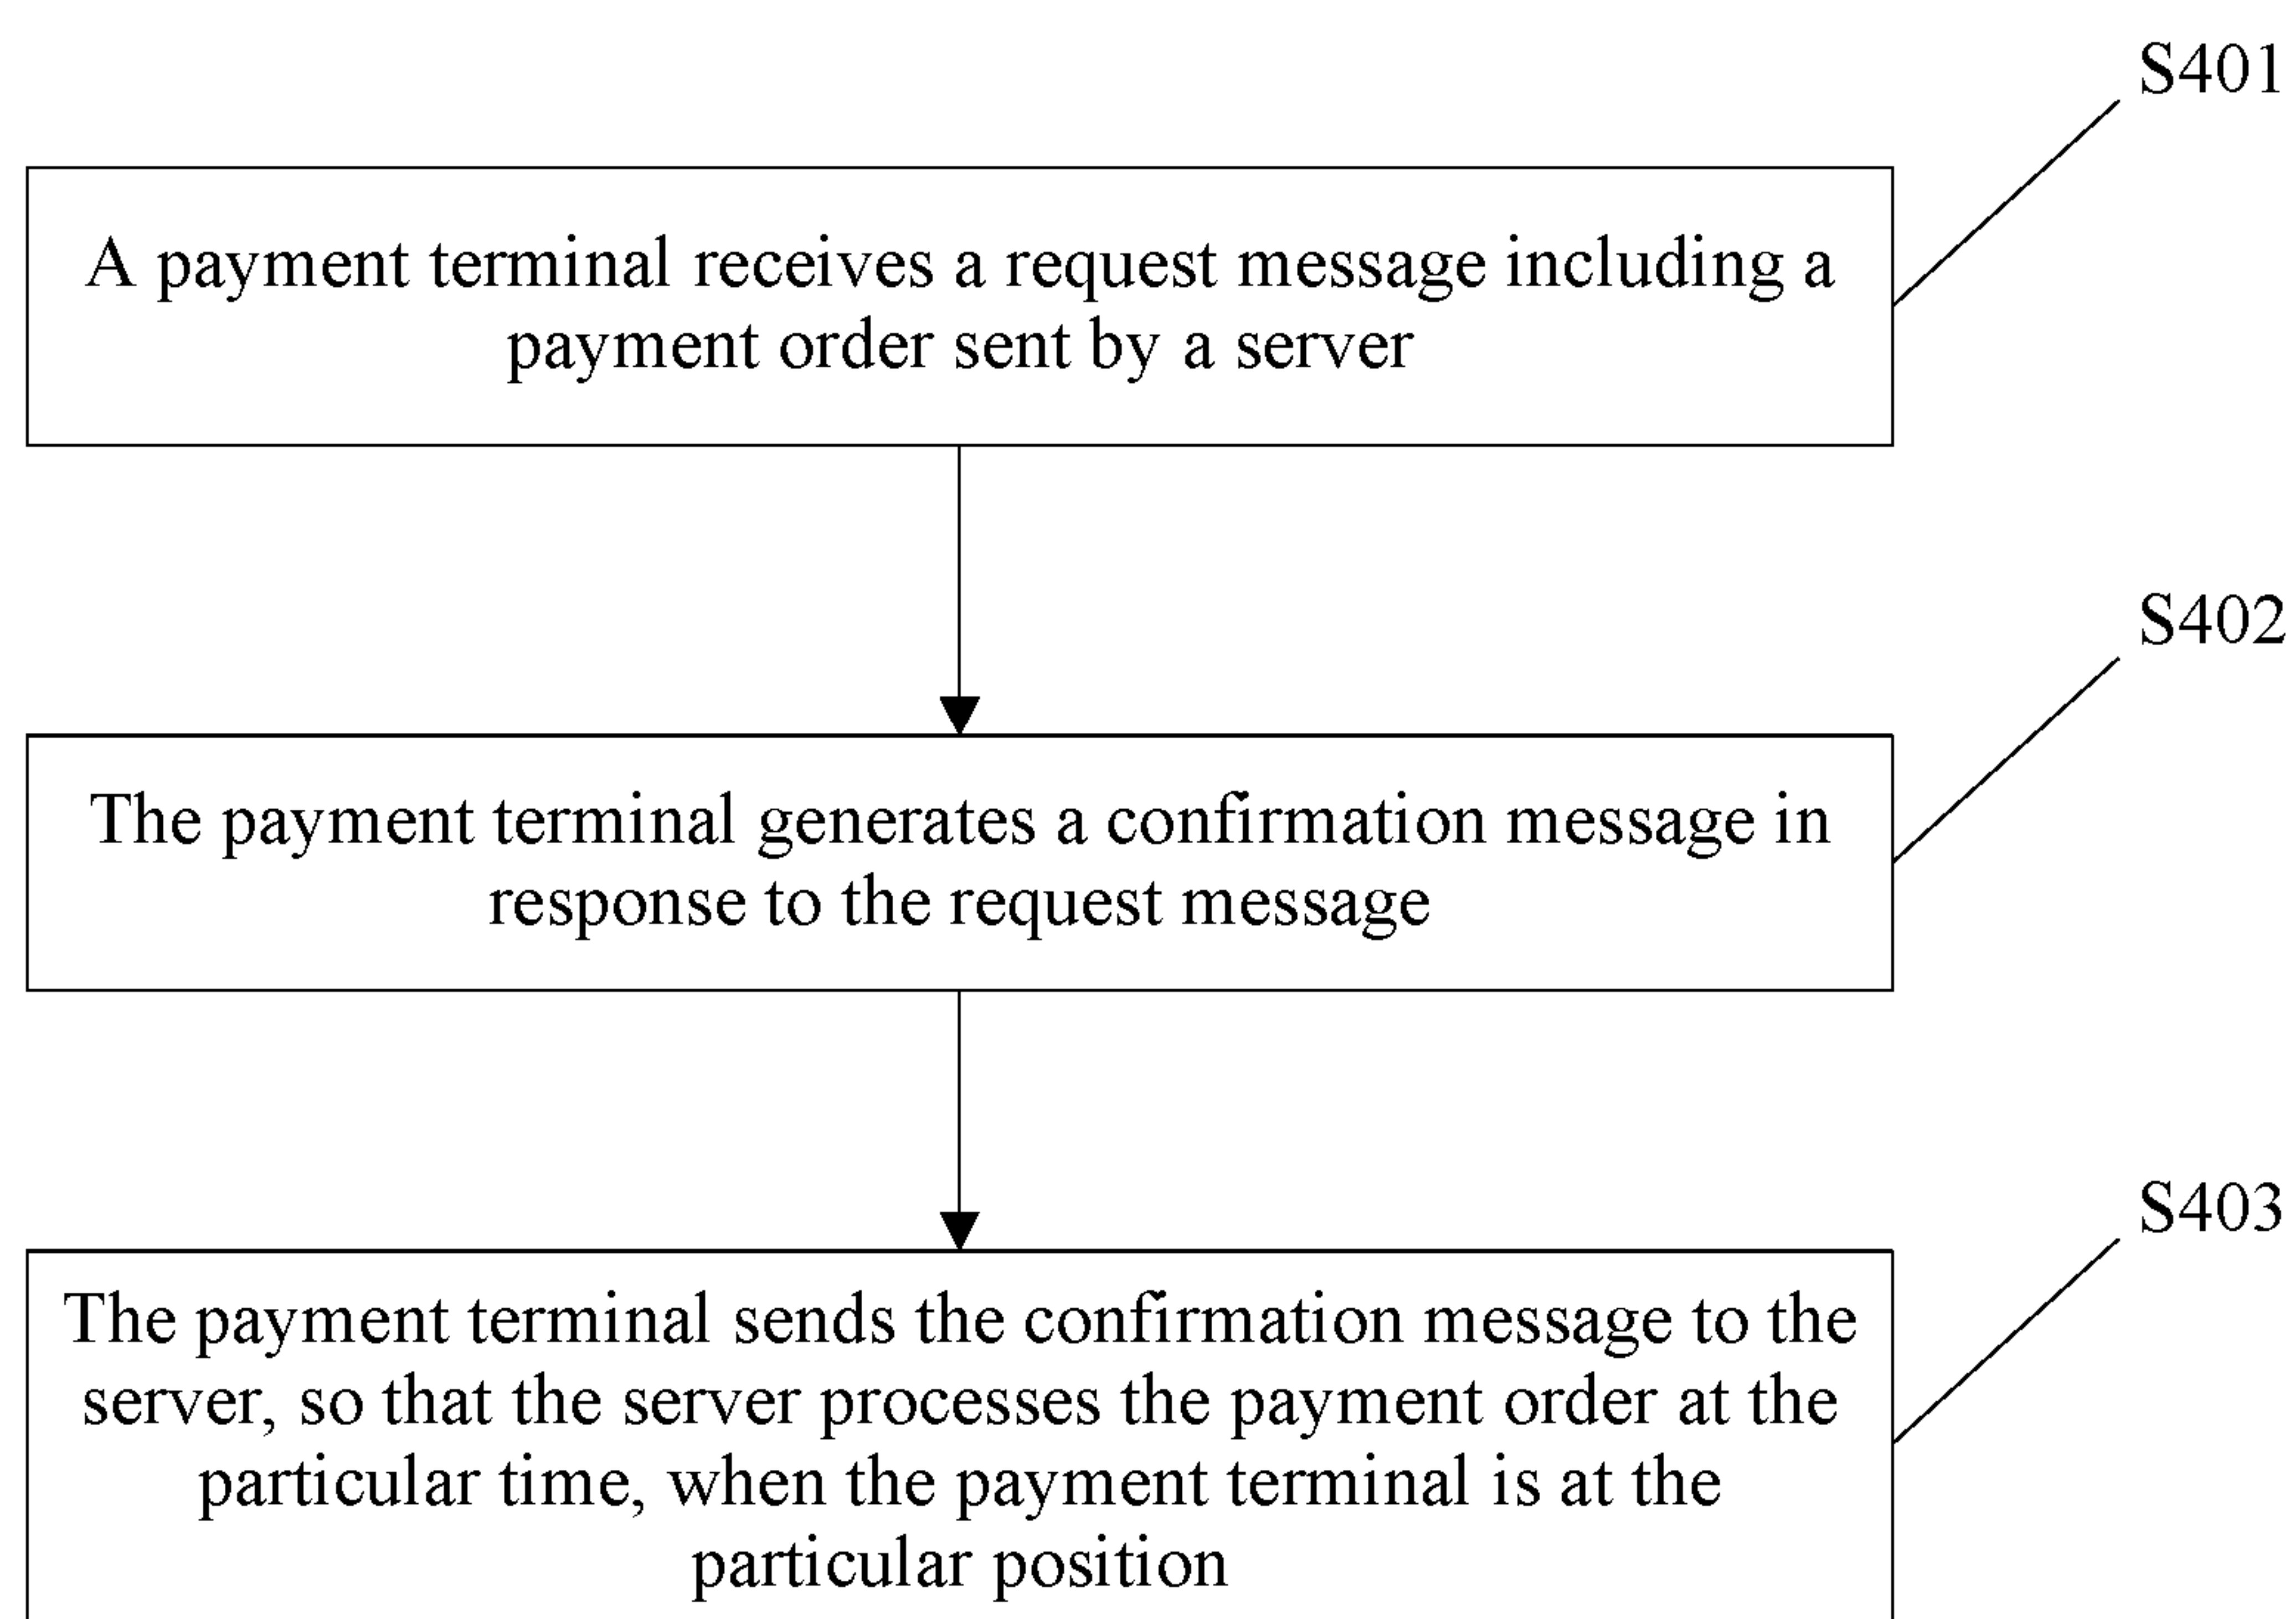 S401
A payment terminal receives a request message including a
payment order sent by a server
S402
The payment terminal generates a confirmation message in
response to the request message
S403
The payment terminal sends the confirmation message to the
server, so that the server processes the payment order at the
particular time, when the payment terminal is at the
particular position